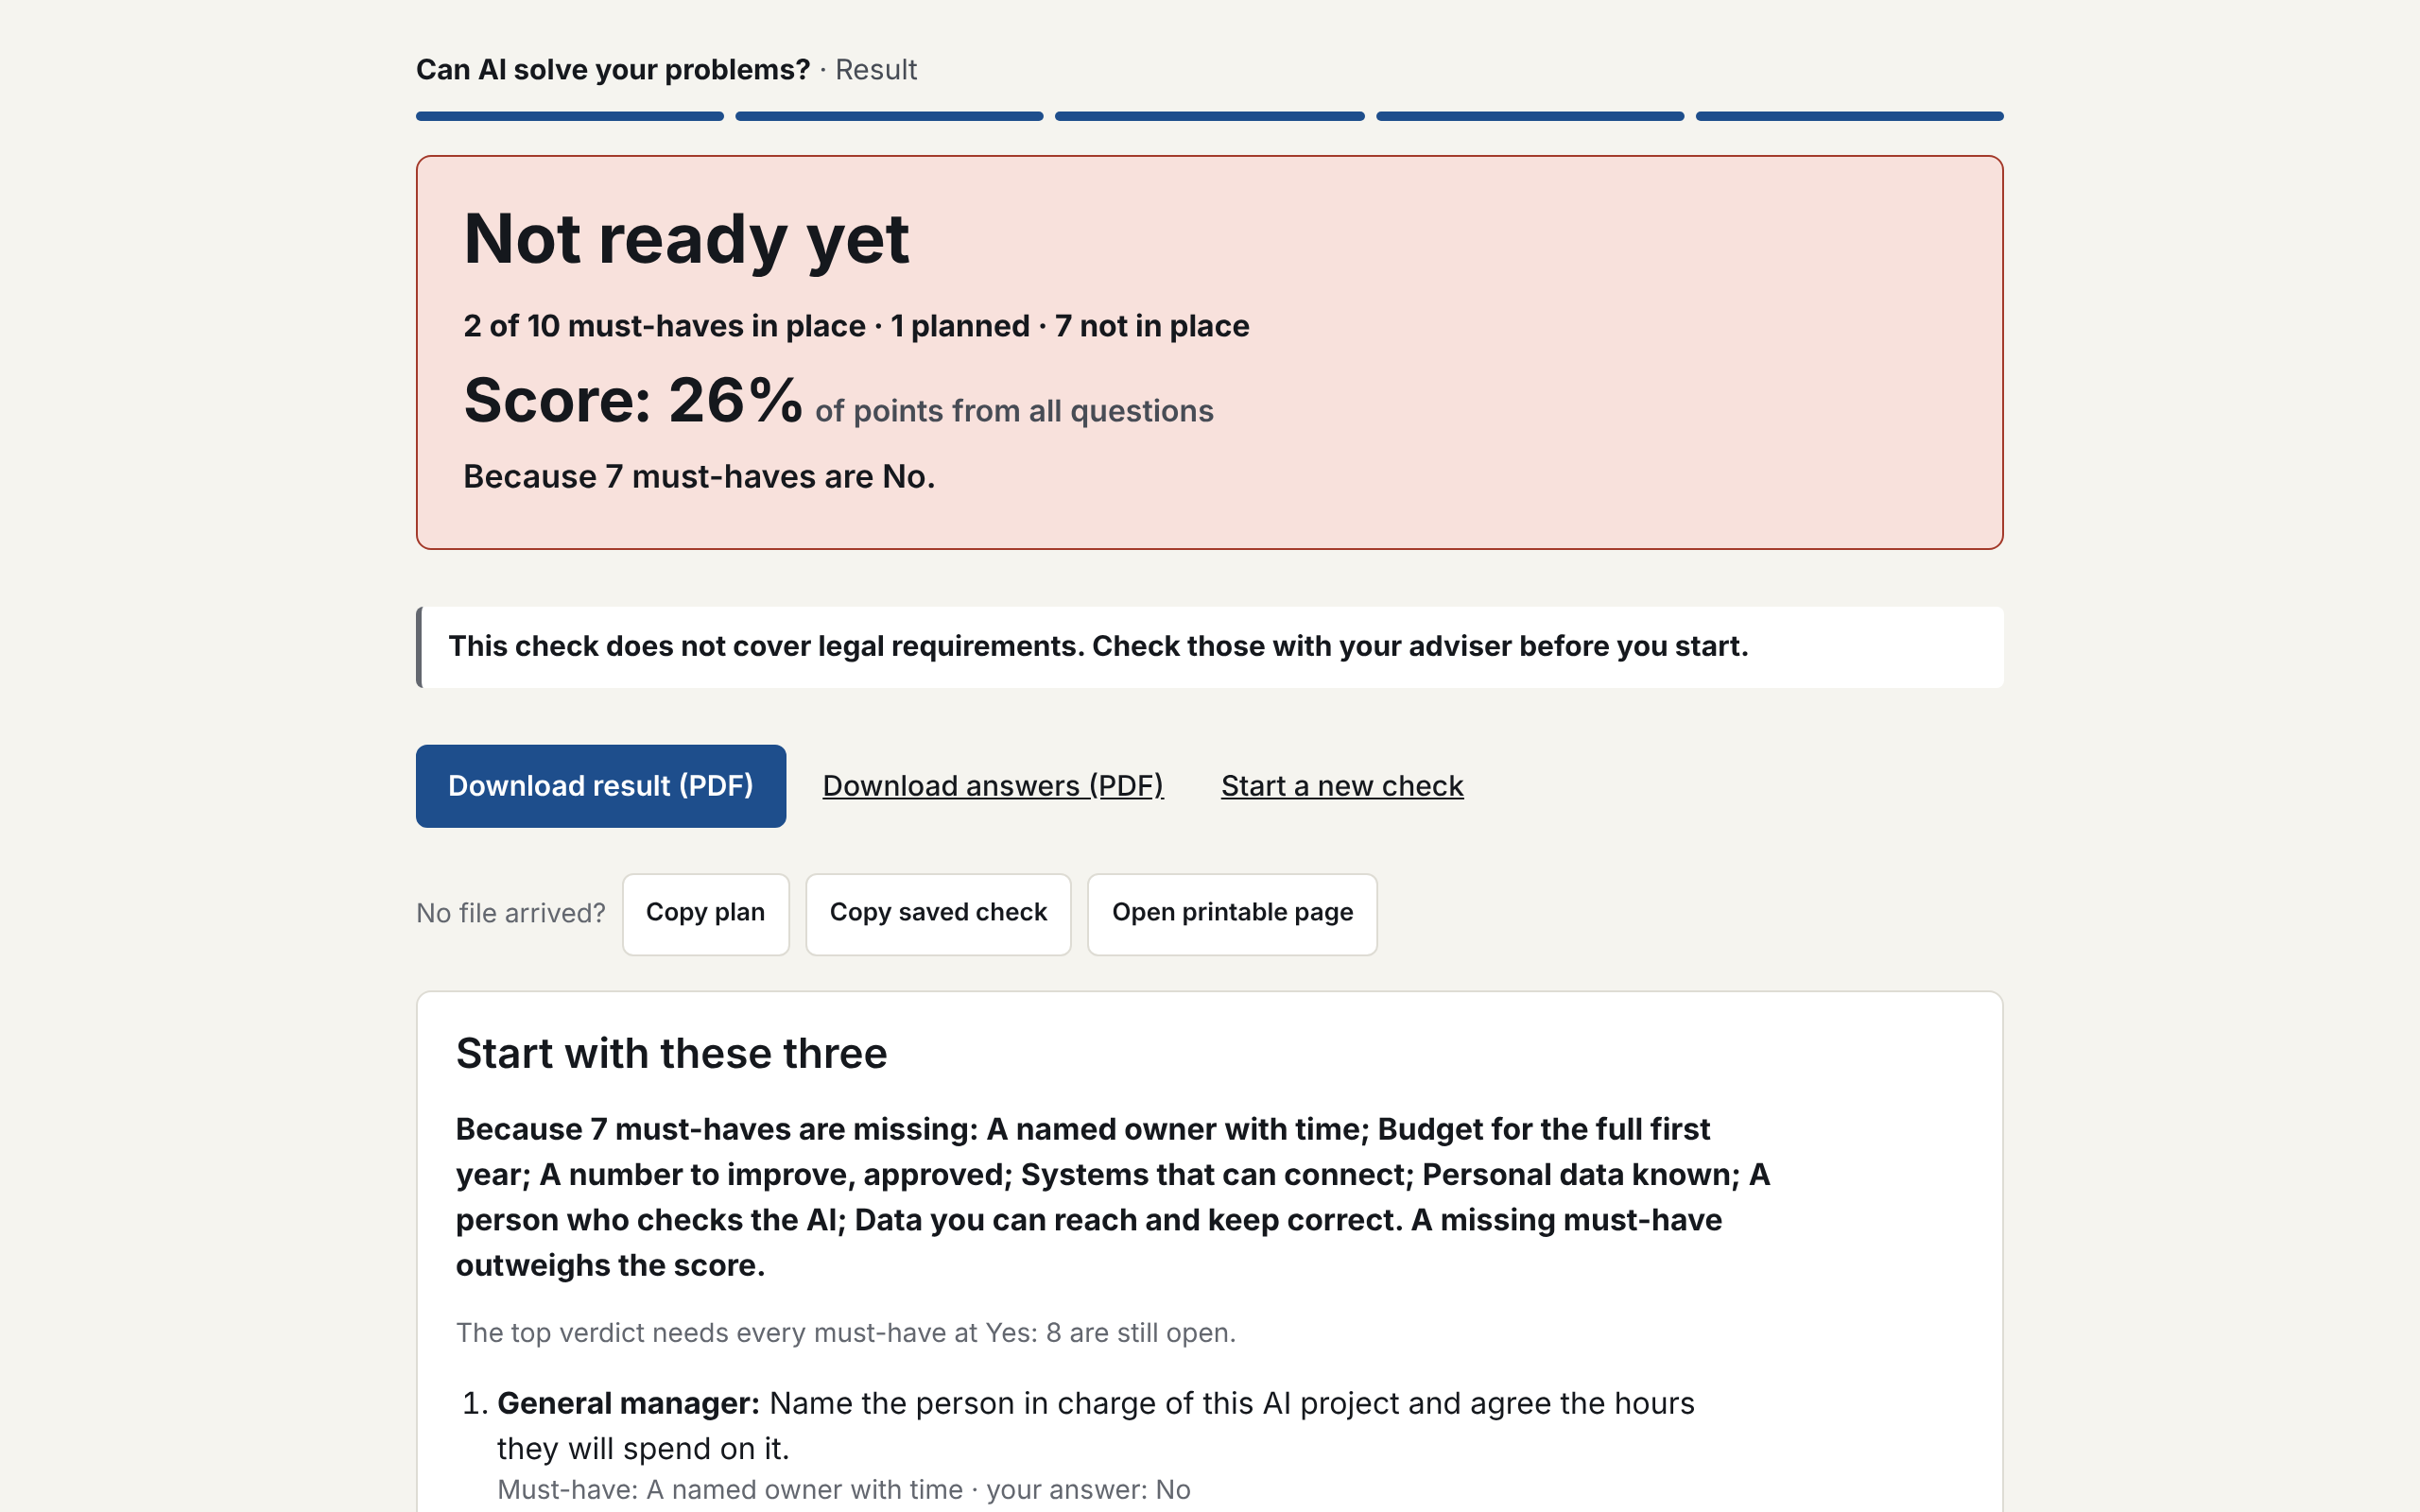 Can AI solve your problems? · Result
Not ready yet
2 of 10 must-haves in place · 1 planned · 7 not in place
Score: 26% of points from all questions
Because 7 must-haves are No.
This check does not cover legal requirements. Check those with your adviser before you start.
Download result (PDF) Download answers (PDF) Start a new check
No file arrived? Copy plan Copy saved check Open printable page
Start with these three
Because 7 must-haves are missing: A named owner with time; Budget for the full first
year; A number to improve, approved; Systems that can connect; Personal data known; A
person who checks the AI; Data you can reach and keep correct. A missing must-have
outweighs the score.
The top verdict needs every must-have at Yes: 8 are still open.
1. General manager: Name the person in charge of this AI project and agree the hours
they will spend on it.
Must-have: A named owner with time · your answer: No